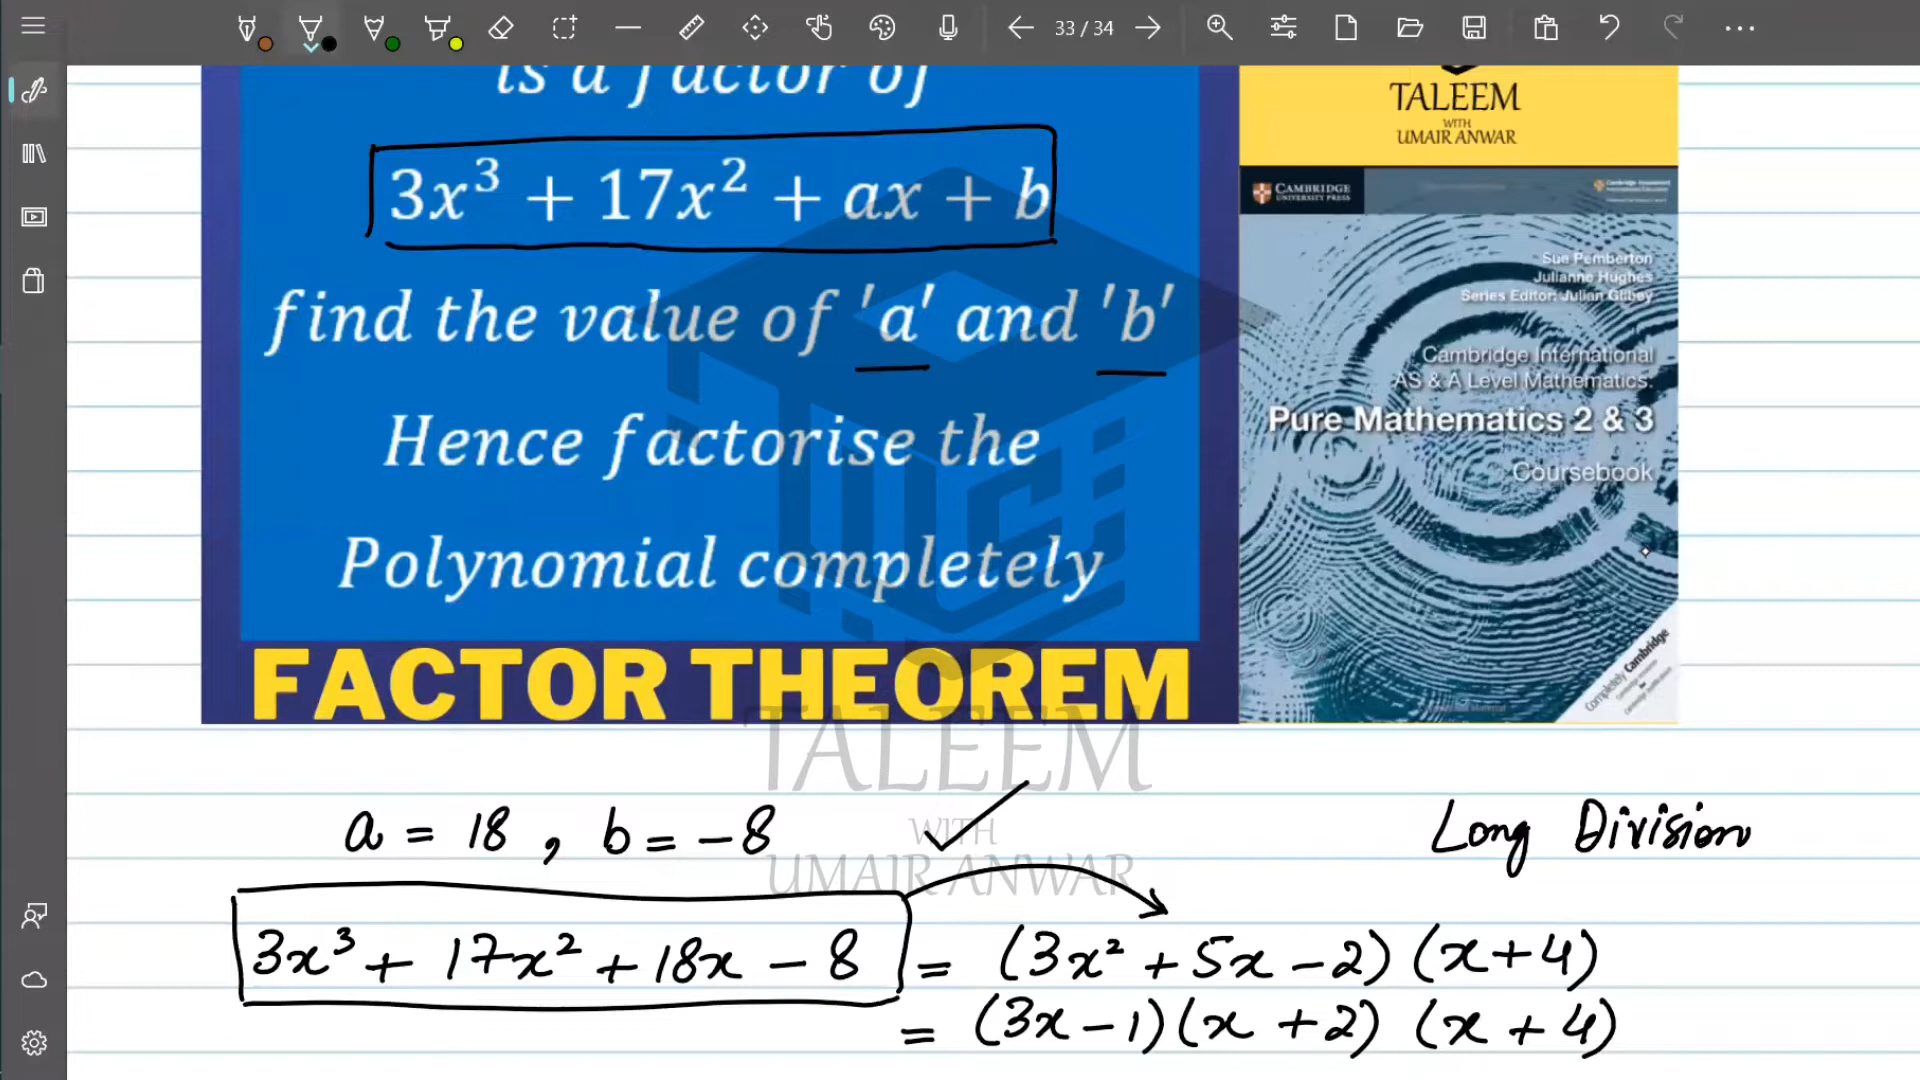 33 / 34
is a factor of
3x³ + 17x² + ax + b
find the value of 'a' and 'b'
Hence factorise the
Polynomial completely
FACTOR THEOREM
TALEEM
WITH
UMAIR ANWAR
CAMBRIDGE
UNIVERSITY PRESS
Sue Pemberton
Julianne Hughes
Series Editor: Julian Gilbey
Cambridge International
AS & A Level Mathematics:
Pure Mathematics 2 & 3
Coursebook
Completely Cambridge
TALEEM
WITH
UMAIR ANWAR
a = 18 , b = -8
Long Division
3x³ + 17x² + 18x - 8 = (3x² + 5x - 2) (x + 4)
= (3x - 1) (x + 2) (x + 4)